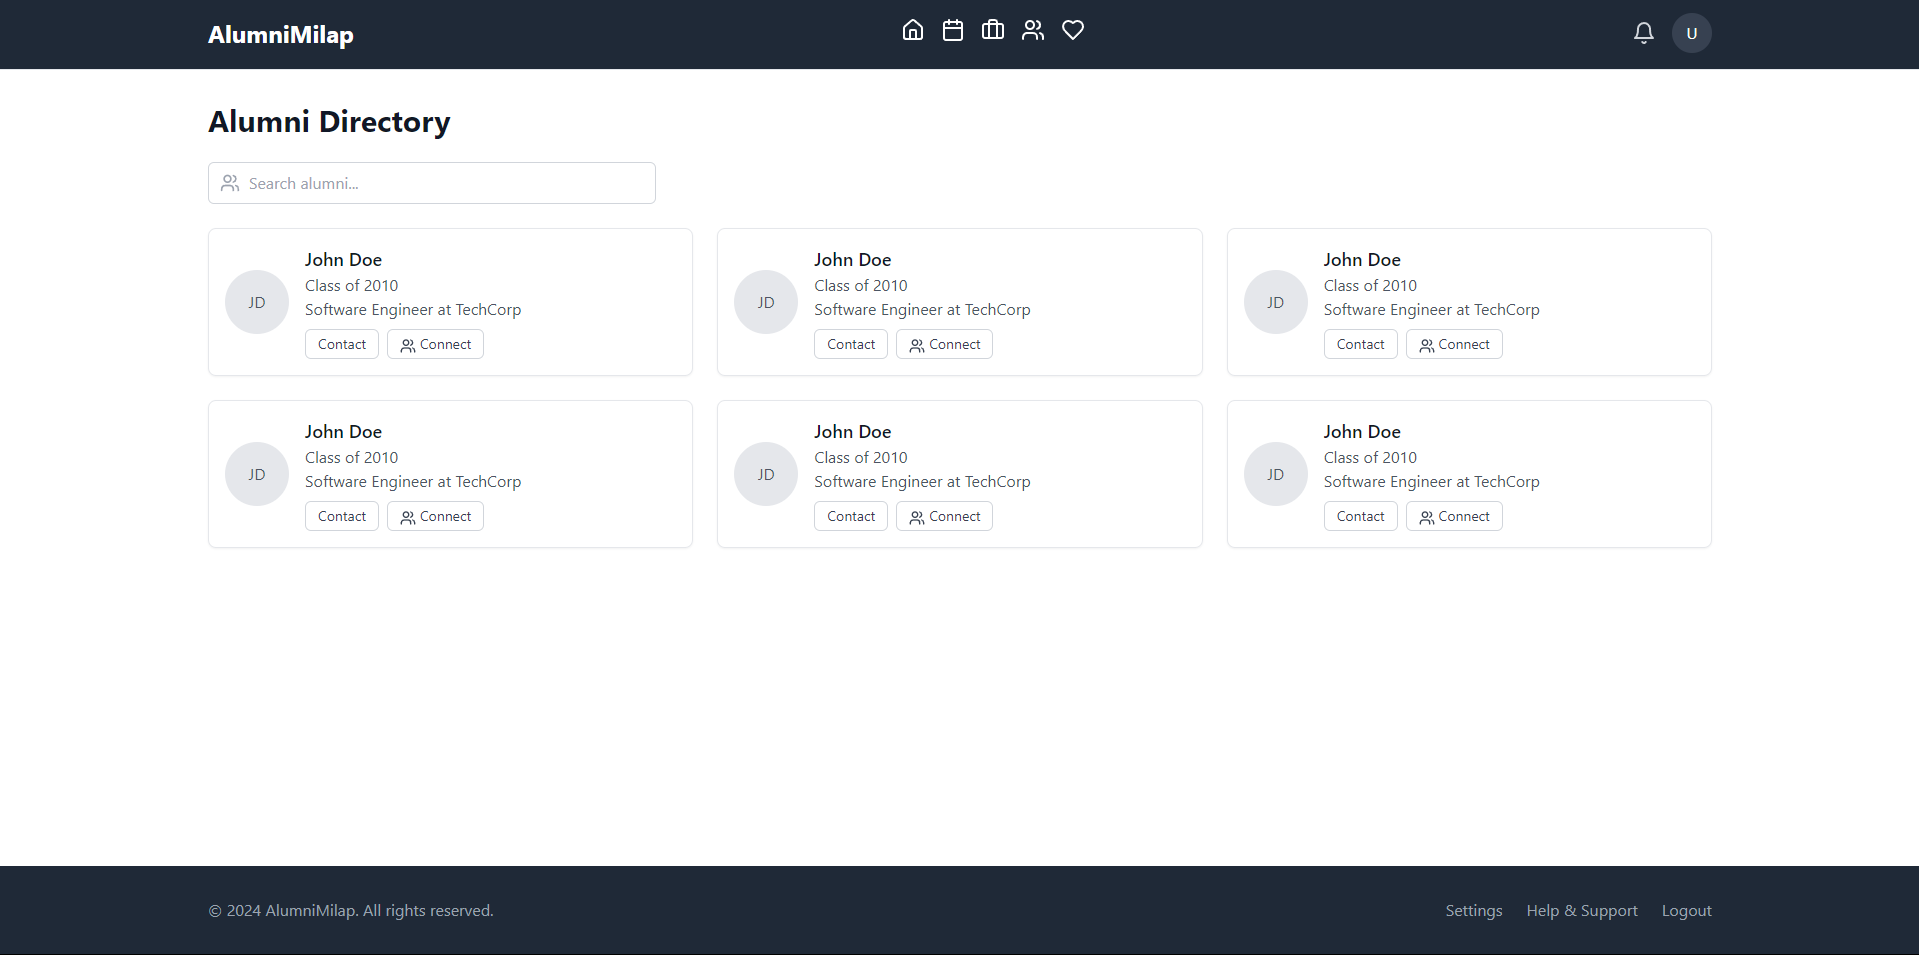 AlumniMilap
U
Alumni Directory
Search alumni...
JD
John Doe
Class of 2010
Software Engineer at TechCorp
Contact
Connect
JD
John Doe
Class of 2010
Software Engineer at TechCorp
Contact
Connect
JD
John Doe
Class of 2010
Software Engineer at TechCorp
Contact
Connect
JD
John Doe
Class of 2010
Software Engineer at TechCorp
Contact
Connect
JD
John Doe
Class of 2010
Software Engineer at TechCorp
Contact
Connect
JD
John Doe
Class of 2010
Software Engineer at TechCorp
Contact
Connect
© 2024 AlumniMilap. All rights reserved.
Settings
Help & Support
Logout